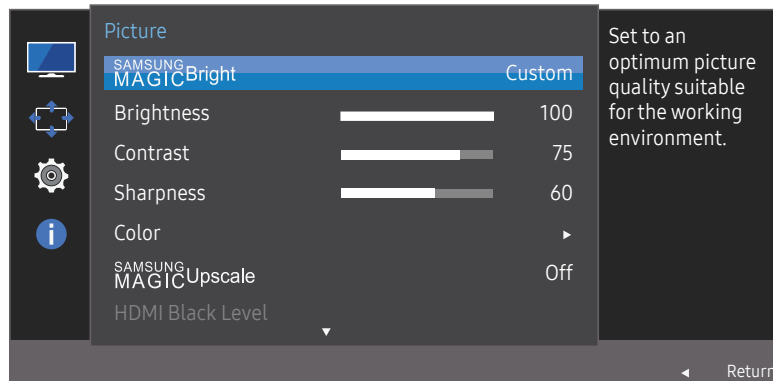 Picture
SAMSUNG
MAGICBright Custom
Brightness 100
Contrast 75
Sharpness 60
Color ►
SAMSUNG
MAGICUpscale Off
HDMI Black Level
▼
Set to an
optimum picture
quality suitable
for the working
environment.
◄ Return